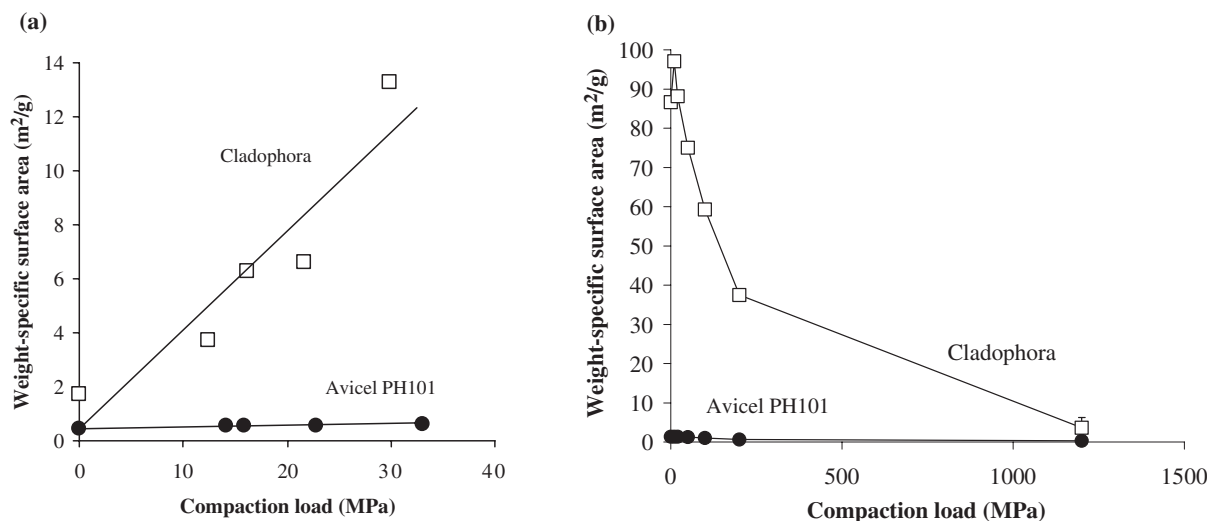 (a)
Weight-specific surface area (m²/g)
14
12
10
8
6
4
2
0
Cladophora
Avicel PH101
0 10 20 30 40
Compaction load (MPa)
(b)
Weight-specific surface area (m²/g)
100
90
80
70
60
50
40
30
20
10
0
Cladophora
Avicel PH101
0 500 1000 1500
Compaction load (MPa)